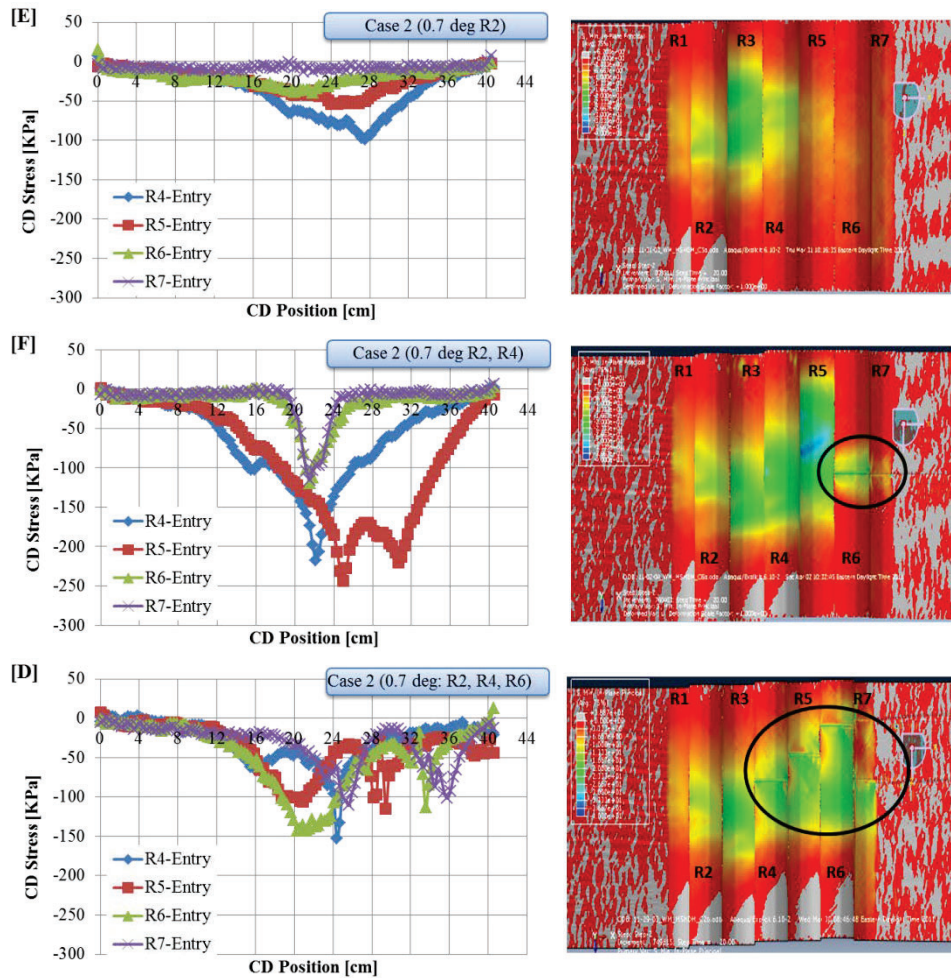 [E]
Case 2 (0.7 deg R2)
CD Stress [KPa]
50
0
-50
-100
-150
-200
-250
-300
0 4 8 12 16 20 24 28 32 36 40 44
R4-Entry
R5-Entry
R6-Entry
R7-Entry
CD Position [cm]
R1 R3 R5 R7
R2 R4 R6
[F]
Case 2 (0.7 deg R2, R4)
CD Stress [KPa]
50
0
-50
-100
-150
-200
-250
-300
0 4 8 12 16 20 24 28 32 36 40 44
R4-Entry
R5-Entry
R6-Entry
R7-Entry
CD Position [cm]
R1 R3 R5 R7
R2 R4 R6
[D]
Case 2 (0.7 deg: R2, R4, R6)
CD Stress [KPa]
50
0
-50
-100
-150
-200
-250
-300
0 4 8 12 16 20 24 28 32 36 40 44
R4-Entry
R5-Entry
R6-Entry
R7-Entry
CD Position [cm]
R1 R3 R5 R7
R2 R4 R6